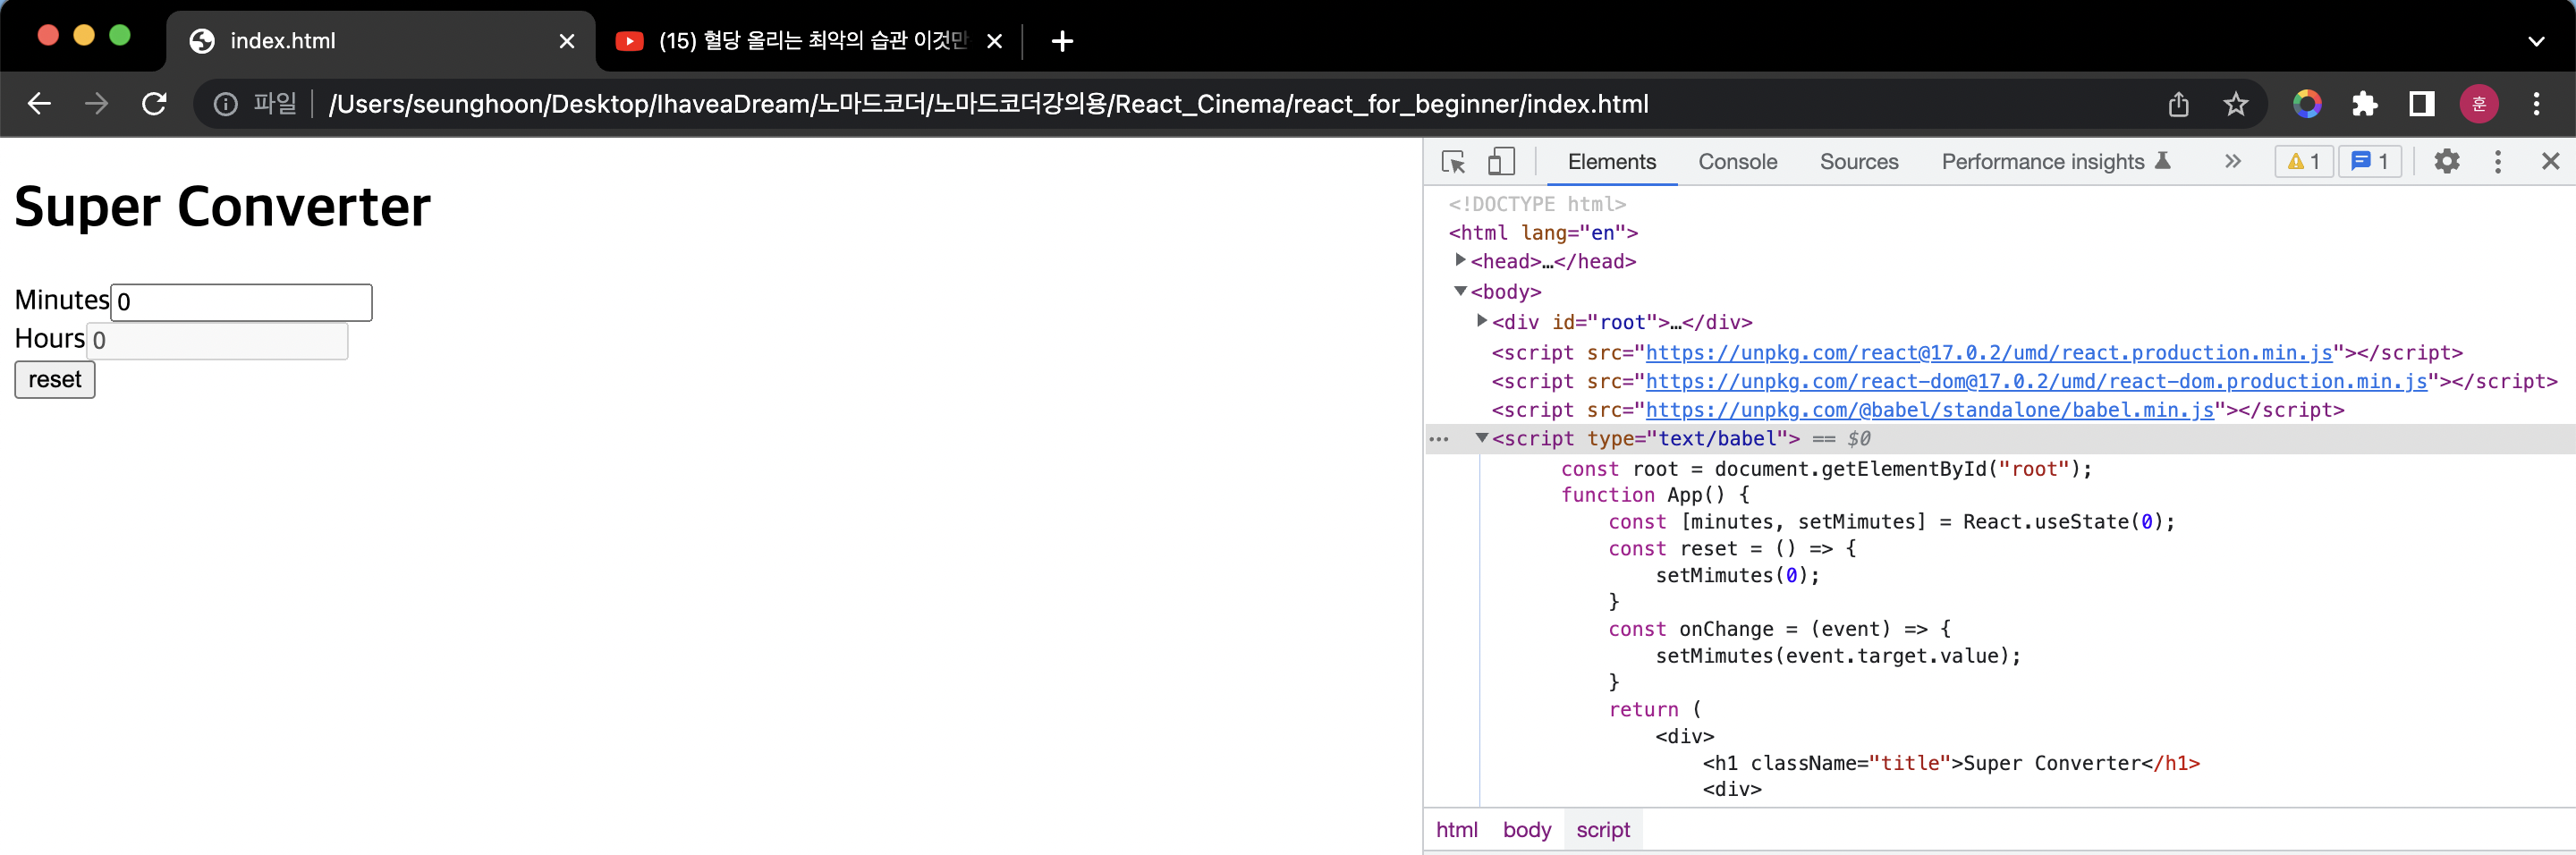 index.html
(15) 혈당 올리는 최악의 습관 이것만
파일 /Users/seunghoon/Desktop/IhaveaDream/노마드코더/노마드코더강의용/React_Cinema/react_for_beginner/index.html
훈
Super Converter
Minutes 0
Hours 0
reset
Elements Console Sources Performance insights 1 1
<!DOCTYPE html>
<html lang="en">
<head>…</head>
<body>
<div id="root">…</div>
<script src="https://unpkg.com/react@17.0.2/umd/react.production.min.js"></script>
<script src="https://unpkg.com/react-dom@17.0.2/umd/react-dom.production.min.js"></script>
<script src="https://unpkg.com/@babel/standalone/babel.min.js"></script>
<script type="text/babel"> == $0
const root = document.getElementById("root");
function App() {
const [minutes, setMimutes] = React.useState(0);
const reset = () => {
setMimutes(0);
}
const onChange = (event) => {
setMimutes(event.target.value);
}
return (
<div>
<h1 className="title">Super Converter</h1>
<div>
html body script